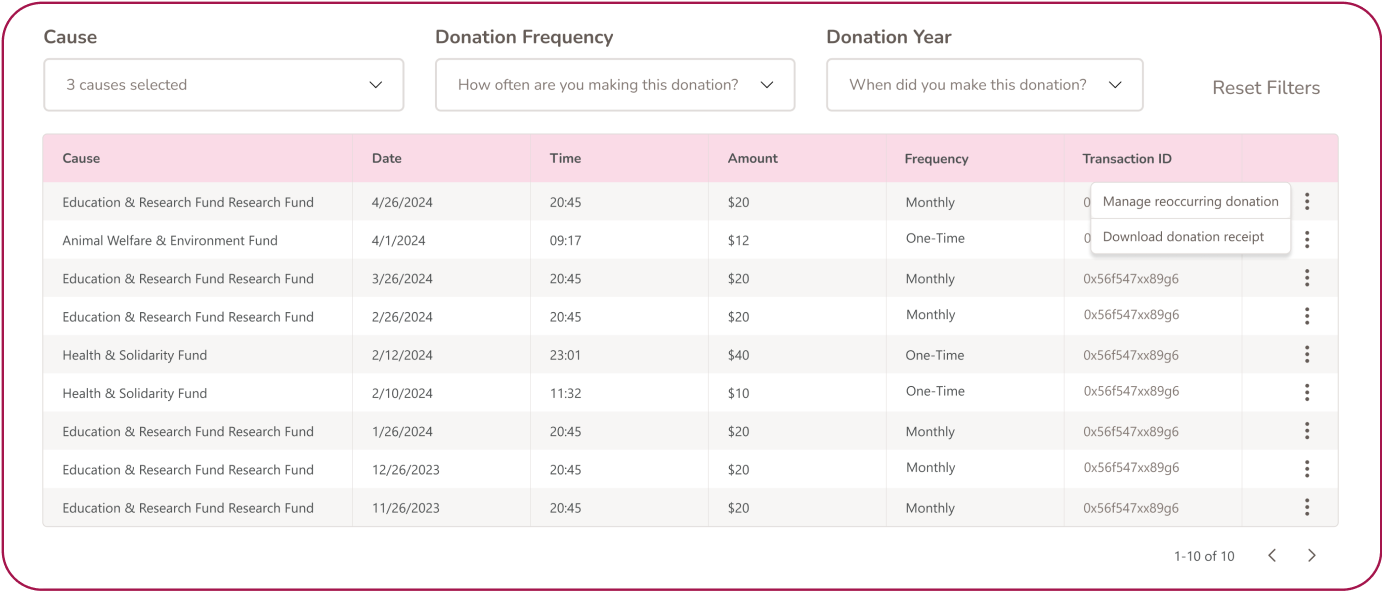 Cause Donation Frequency Donation Year
3 causes selected How often are you making this donation? When did you make this donation? Reset Filters
Cause Date Time Amount Frequency Transaction ID
Education & Research Fund Research Fund 4/26/2024 20:45 $20 Monthly 0 Manage reoccurring donation
Animal Welfare & Environment Fund 4/1/2024 09:17 $12 One-Time 0 Download donation receipt
Education & Research Fund Research Fund 3/26/2024 20:45 $20 Monthly 0x56f547xx89g6
Education & Research Fund Research Fund 2/26/2024 20:45 $20 Monthly 0x56f547xx89g6
Health & Solidarity Fund 2/12/2024 23:01 $40 One-Time 0x56f547xx89g6
Health & Solidarity Fund 2/10/2024 11:32 $10 One-Time 0x56f547xx89g6
Education & Research Fund Research Fund 1/26/2024 20:45 $20 Monthly 0x56f547xx89g6
Education & Research Fund Research Fund 12/26/2023 20:45 $20 Monthly 0x56f547xx89g6
Education & Research Fund Research Fund 11/26/2023 20:45 $20 Monthly 0x56f547xx89g6
1-10 of 10